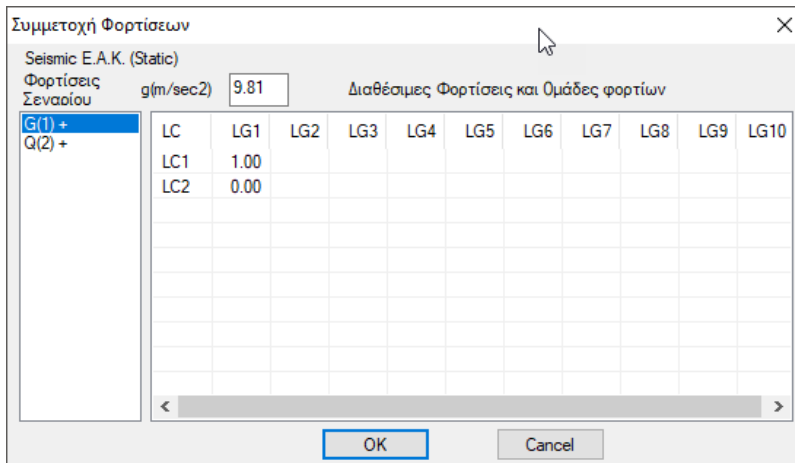 Συμμετοχή Φορτίσεων
Seismic E.A.K. (Static)
Φορτίσεις Σεναρίου
g(m/sec2) 9.81 Διαθέσιμες Φορτίσεις και Ομάδες φορτίων
G(1) +
Q(2) +
LC LG1 LG2 LG3 LG4 LG5 LG6 LG7 LG8 LG9 LG10
LC1 1.00
LC2 0.00
OK Cancel